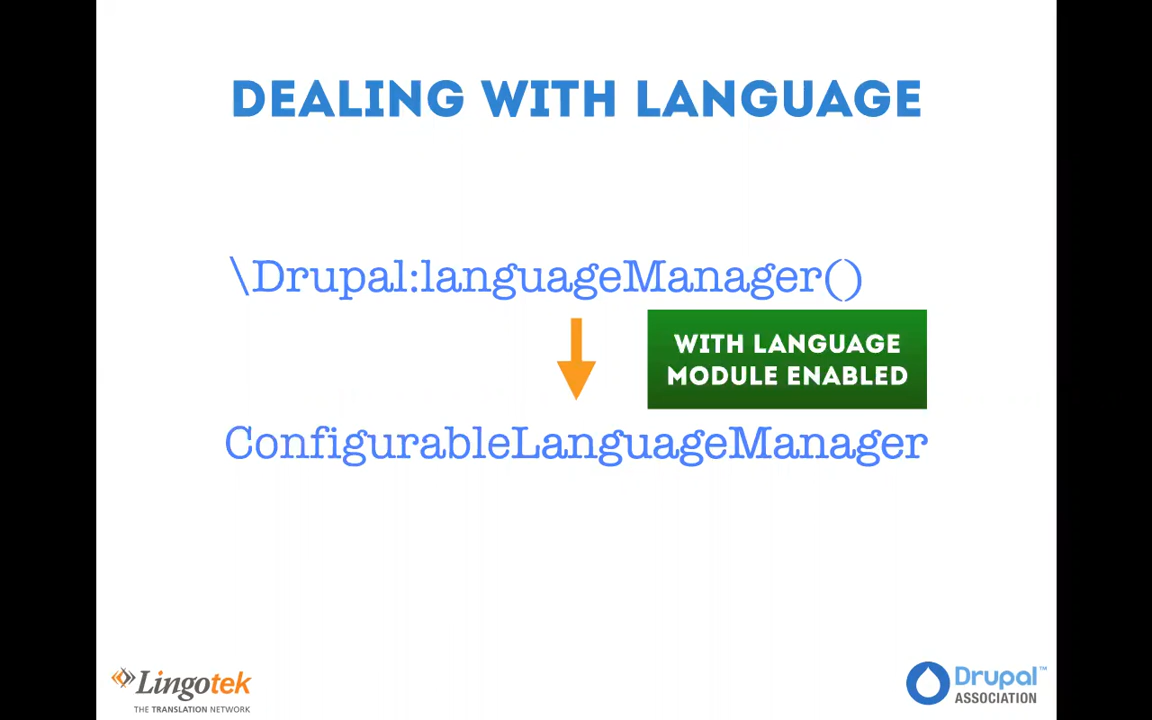 DEALING WITH LANGUAGE
\Drupal:languageManager()
WITH LANGUAGE
MODULE ENABLED
ConfigurableLanguageManager
Lingotek
THE TRANSLATION NETWORK
Drupal™
ASSOCIATION